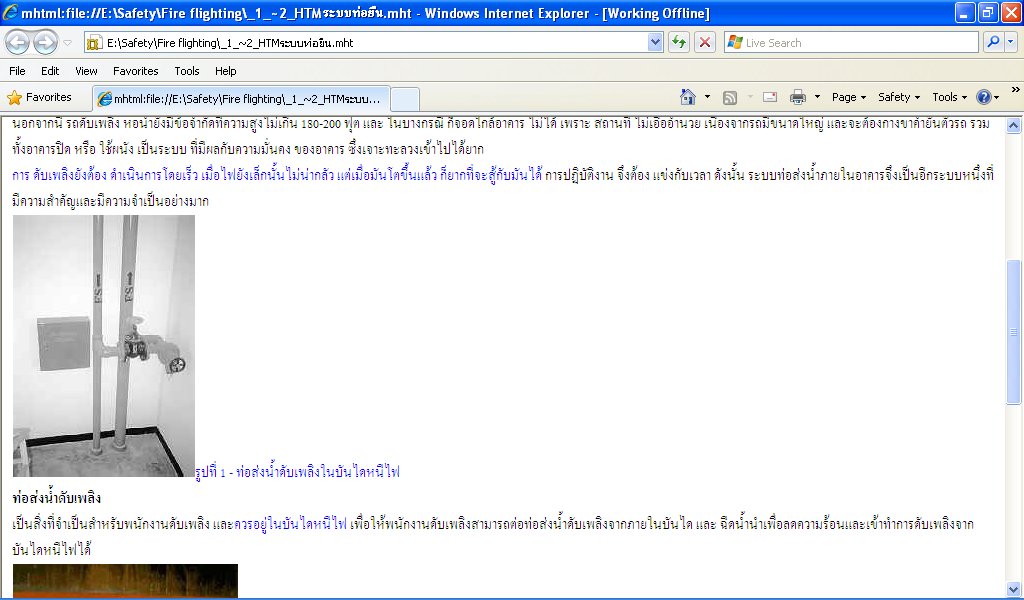 mhtml:file://E:\Safety\Fire flighting\_1_~2_HTMระบบท่อยืน.mht - Windows Internet Explorer - [Working Offline]
E:\Safety\Fire flighting\_1_~2_HTMระบบท่อยืน.mht
Live Search
File Edit View Favorites Tools Help
Favorites
mhtml:file://E:\Safety\Fire flighting\_1_~2_HTMระบบ...
Page Safety Tools
นอกจากนี้ รถดับเพลิง หอน้ำยังมีข้อจำกัดที่ความสูงไม่เกิน 180-200 ฟุต และ ในบางกรณี ก็จอดใกล้อาคาร ไม่ได้ เพราะ สถานที่ ไม่เอื้ออำนวย เนื่องจากรถมีขนาดใหญ่ และจะต้องกางขาค้ำยันตัวรถ รวม
ทั้งอาคารปิด หรือ ใช้ผนัง เป็นระบบ ที่มีผลกับความมั่นคง ของอาคาร ซึ่งเจาะทะลวงเข้าไปได้ยาก
การ ดับเพลิงยังต้อง ดำเนินการโดยเร็ว เมื่อไฟยังเล็กนั้น ไม่น่ากลัว แต่เมื่อมันโตขึ้นแล้ว ก็ยากที่จะสู้กับมันได้ การปฏิบัติงาน จึงต้อง แข่งกับเวลา ดังนั้น ระบบท่อส่งน้ำภายในอาคารจึงเป็นอีกระบบหนึ่งที่
มีความสำคัญและมีความจำเป็นอย่างมาก
FS
FS
รูปที่ 1 - ท่อส่งน้ำดับเพลิงในบันไดหนีไฟ
ท่อส่งน้ำดับเพลิง
เป็นสิ่งที่จำเป็นสำหรับพนักงานดับเพลิง และควรอยู่ในบันไดหนีไฟ เพื่อให้พนักงานดับเพลิงสามารถต่อท่อส่งน้ำดับเพลิงจากภายในบันได และ ฉีดน้ำนำเพื่อลดความร้อนและเข้าทำการดับเพลิงจาก
บันไดหนีไฟได้